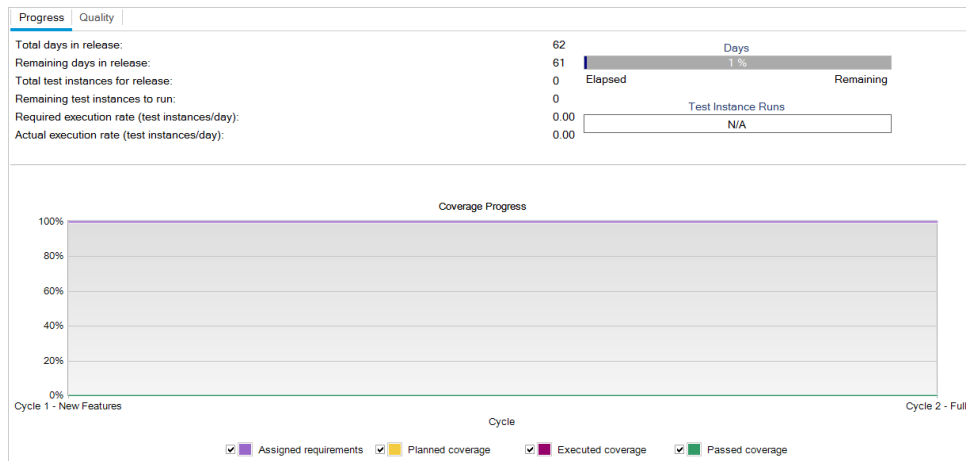 Progress Quality
Total days in release: 62
Remaining days in release: 61
Total test instances for release: 0
Remaining test instances to run: 0
Required execution rate (test instances/day): 0.00
Actual execution rate (test instances/day): 0.00
Days
1 %
Elapsed Remaining
Test Instance Runs
N/A
Coverage Progress
100%
80%
60%
40%
20%
0%
Cycle 1 - New Features Cycle 2 - Full
Cycle
Assigned requirements Planned coverage Executed coverage Passed coverage